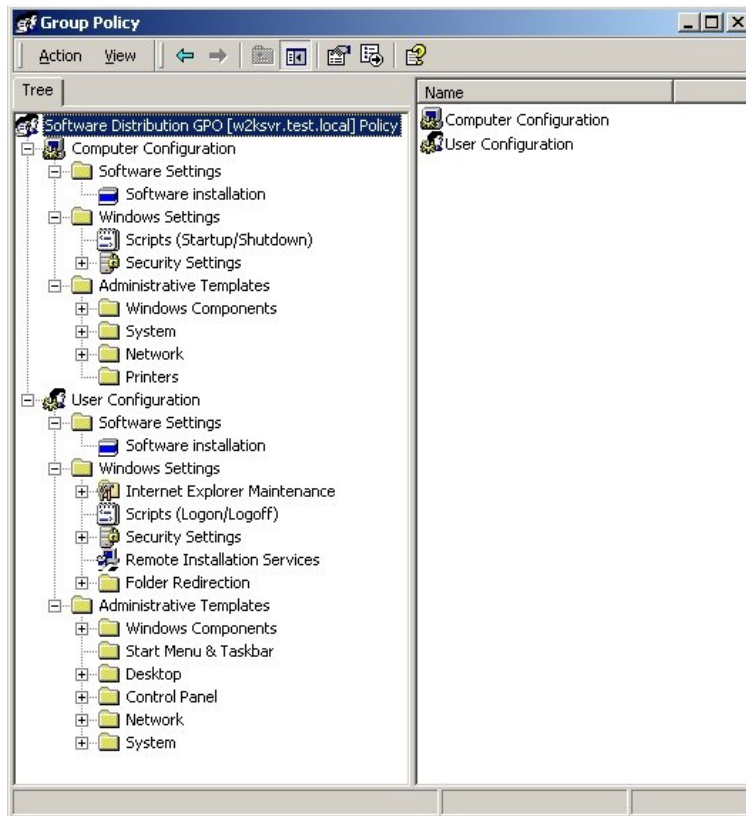 Group Policy
Action View
Tree
Software Distribution GPO [w2ksvr.test.local] Policy
Computer Configuration
Software Settings
Software installation
Windows Settings
Scripts (Startup/Shutdown)
Security Settings
Administrative Templates
Windows Components
System
Network
Printers
User Configuration
Software Settings
Software installation
Windows Settings
Internet Explorer Maintenance
Scripts (Logon/Logoff)
Security Settings
Remote Installation Services
Folder Redirection
Administrative Templates
Windows Components
Start Menu & Taskbar
Desktop
Control Panel
Network
System
Name
Computer Configuration
User Configuration